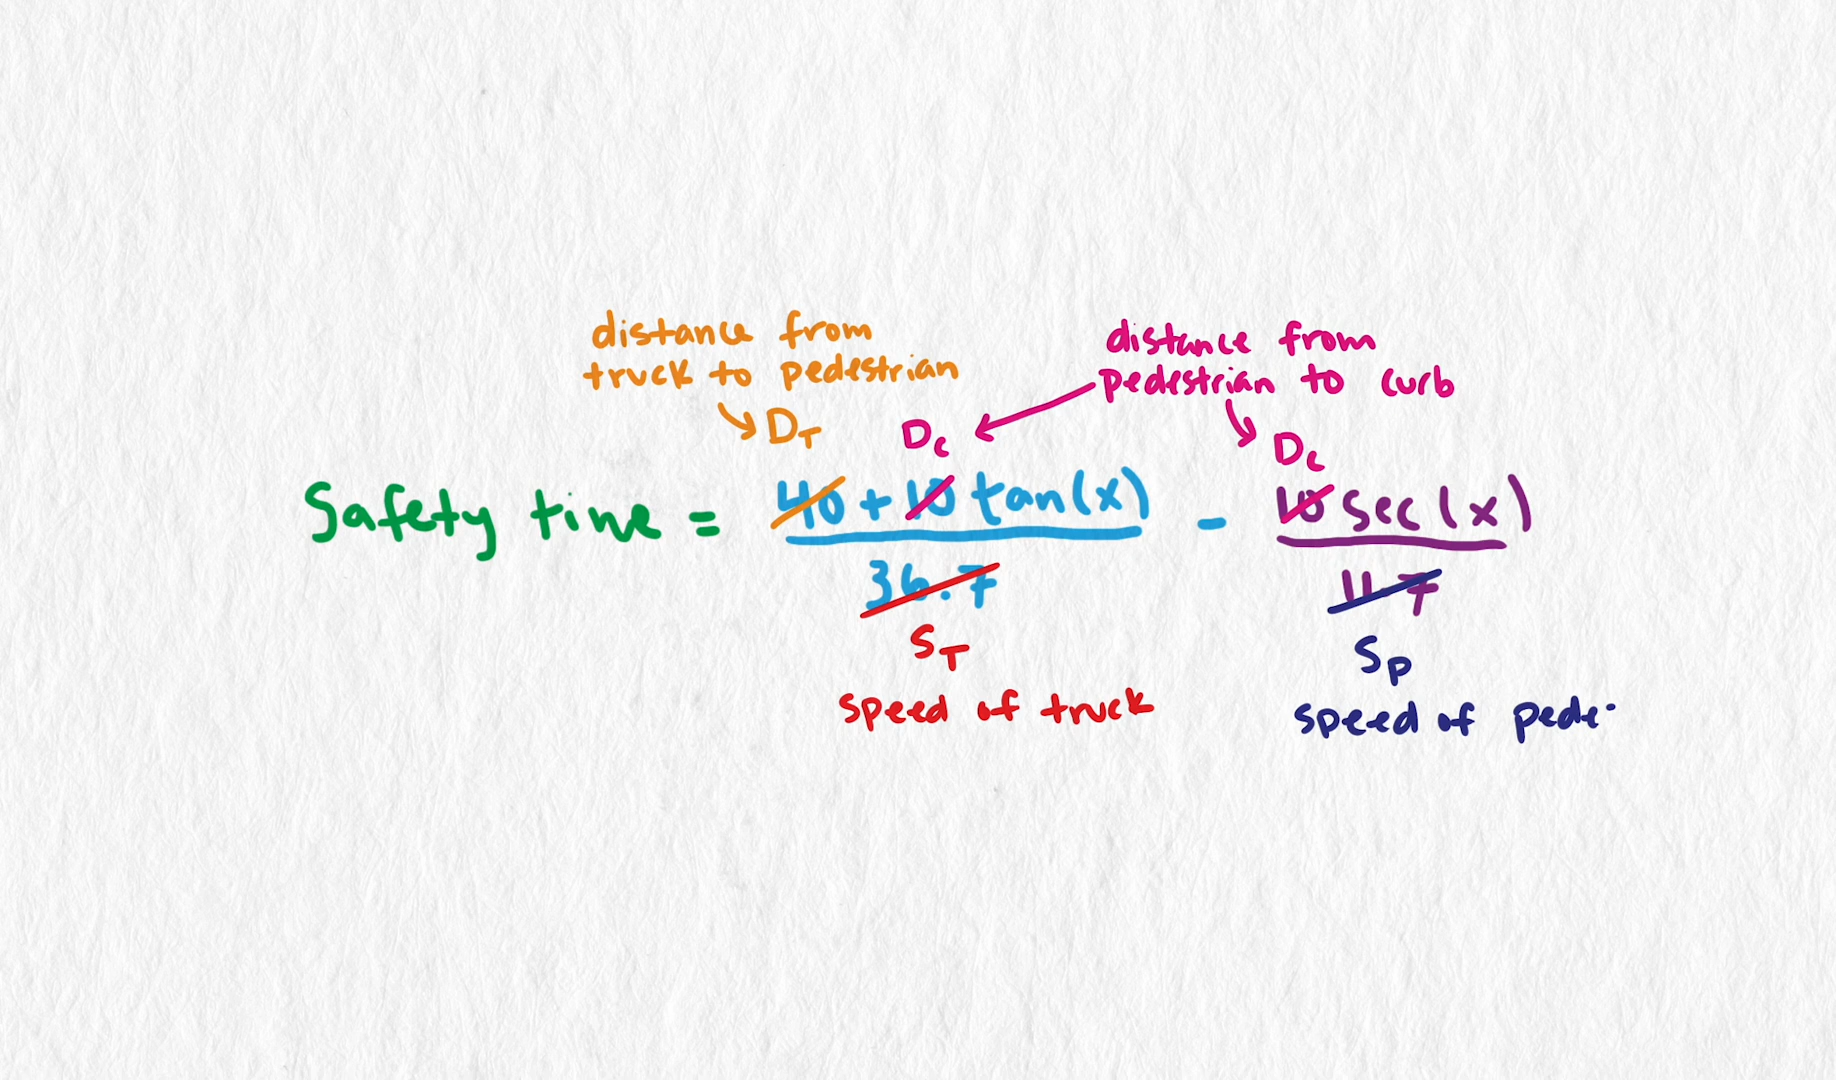 distance from
truck to pedestrian
distance from
pedestrian to curb
D_T D_c D_c
Safety time = 40 + 10 tan(x) / 36.7 - 10 sec(x) / 11.7
S_T S_p
speed of truck
speed of pede